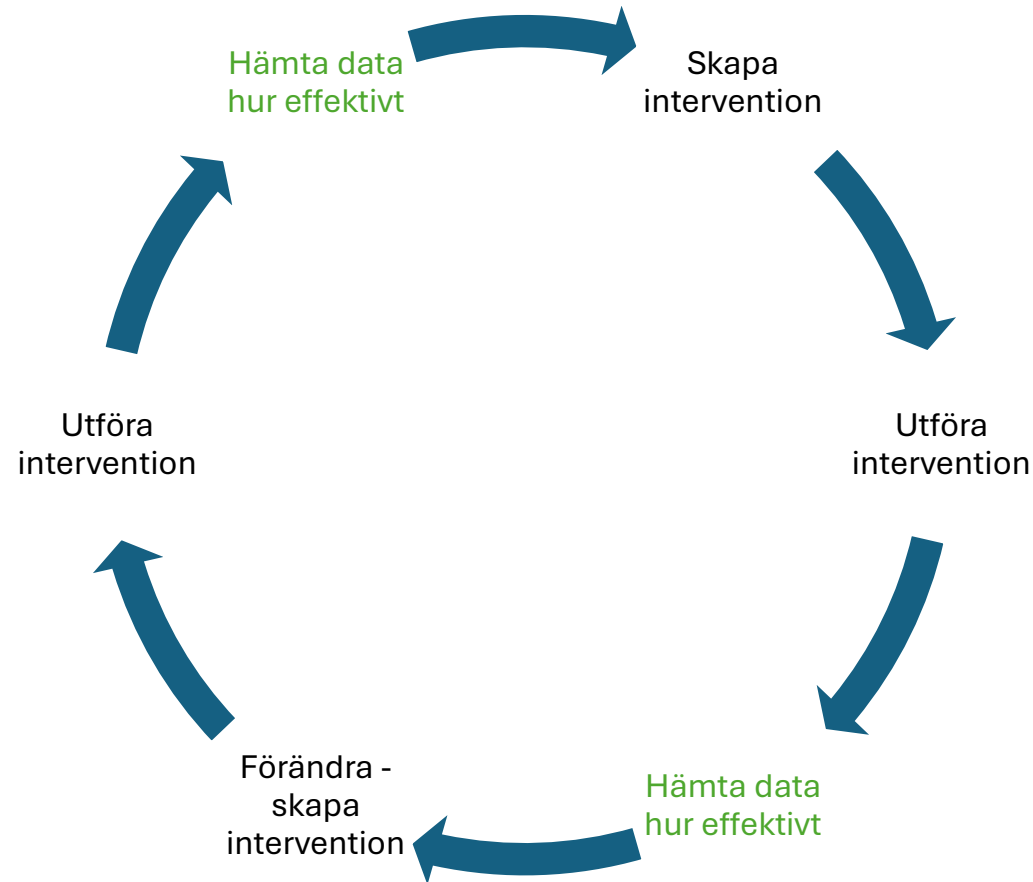 Hämta data
hur effektivt
Skapa
intervention
Utföra
intervention
Hämta data
hur effektivt
Förändra -
skapa
intervention
Utföra
intervention